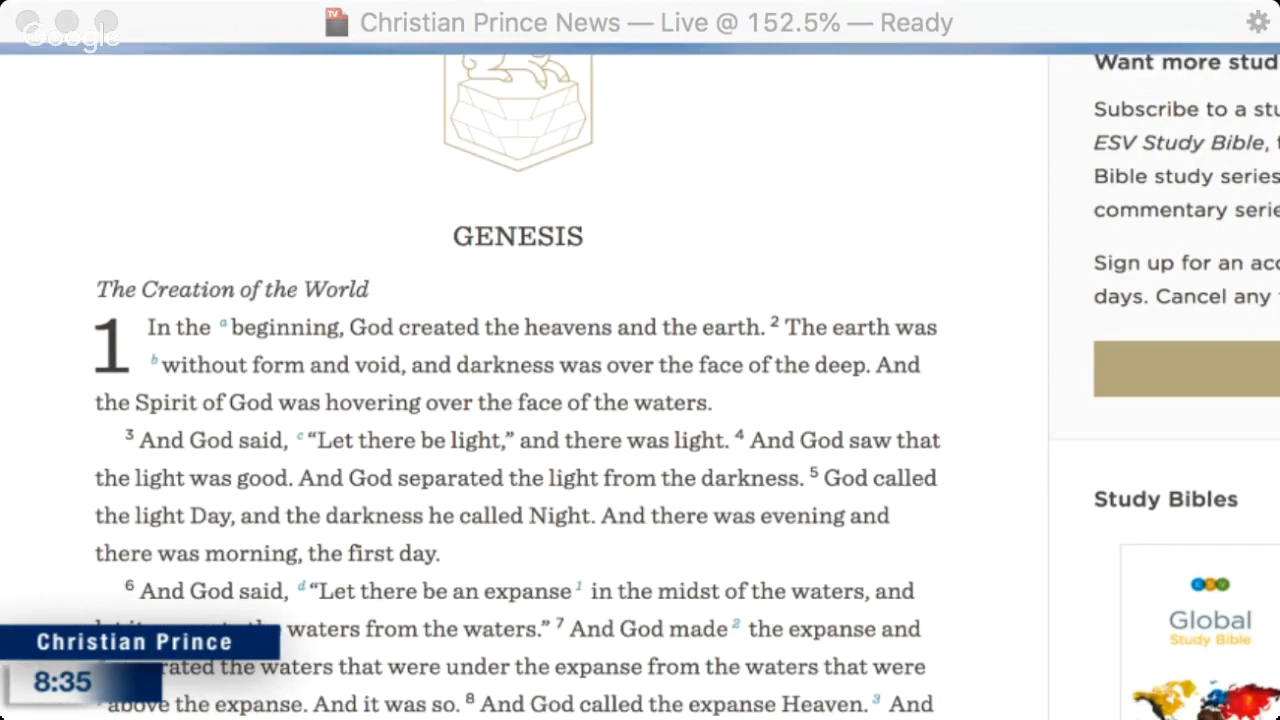 Google
TV
Christian Prince News — Live @ 152.5% — Ready
GENESIS
The Creation of the World
1 In the a beginning, God created the heavens and the earth. 2 The earth was
b without form and void, and darkness was over the face of the deep. And
the Spirit of God was hovering over the face of the waters.
3 And God said, c “Let there be light,” and there was light. 4 And God saw that
the light was good. And God separated the light from the darkness. 5 God called
the light Day, and the darkness he called Night. And there was evening and
there was morning, the first day.
6 And God said, d “Let there be an expanse 1 in the midst of the waters, and
waters from the waters.” 7 And God made 2 the expanse and
the waters that were under the expanse from the waters that were
above the expanse. And it was so. 8 And God called the expanse Heaven. 3 And
Christian Prince
8:35
Want more stud
Subscribe to a stu
ESV Study Bible,
Bible study series
commentary serie
Sign up for an acc
days. Cancel any
Study Bibles
ESV
Global
Study Bible